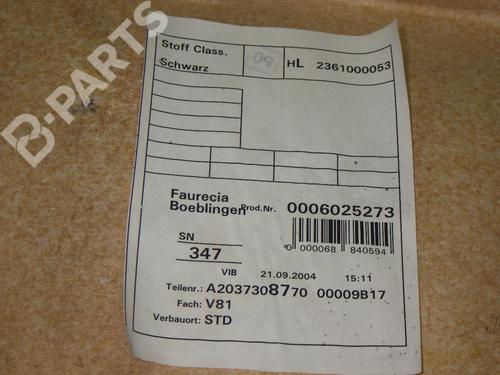 B-PARTS
Stoff Class.
Schwarz
90
HL 2361000053
Faurecia
Boeblingen
Prod.Nr. 0006025273
0 000068 840594
SN
347
VIB 21.09.2004 15:11
Teilenr.: A2037308770 00009B17
Fach: V81
Verbauort: STD